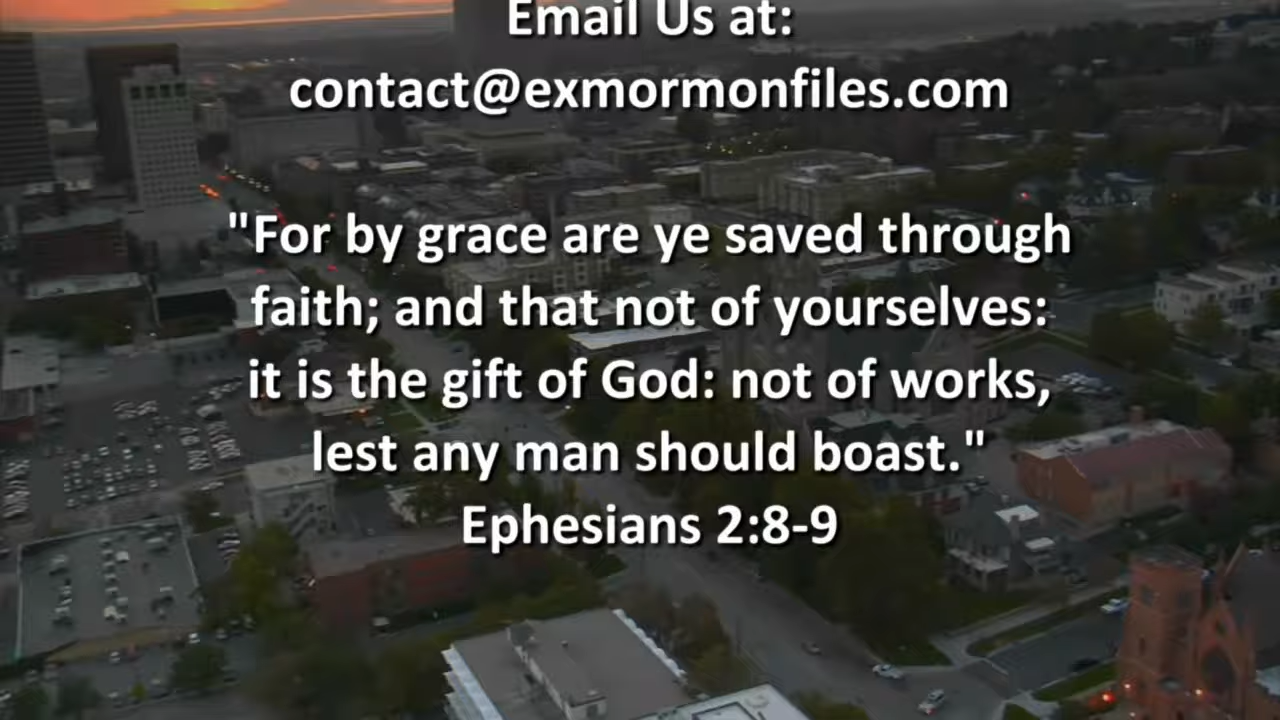 Email Us at:
contact@exmormonfiles.com
"For by grace are ye saved through
faith; and that not of yourselves:
it is the gift of God: not of works,
lest any man should boast."
Ephesians 2:8-9